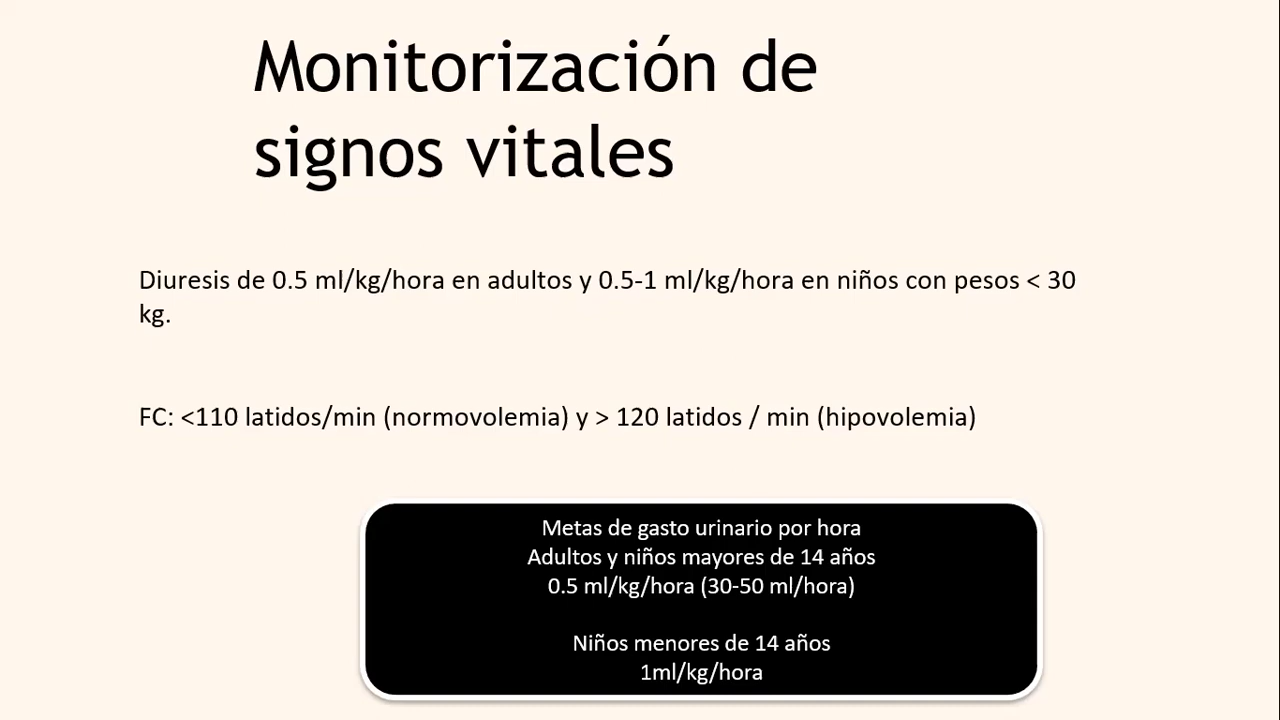 Monitorización de
signos vitales
Diuresis de 0.5 ml/kg/hora en adultos y 0.5-1 ml/kg/hora en niños con pesos < 30
kg.
FC: <110 latidos/min (normovolemia) y > 120 latidos / min (hipovolemia)
Metas de gasto urinario por hora
Adultos y niños mayores de 14 años
0.5 ml/kg/hora (30-50 ml/hora)
Niños menores de 14 años
1ml/kg/hora